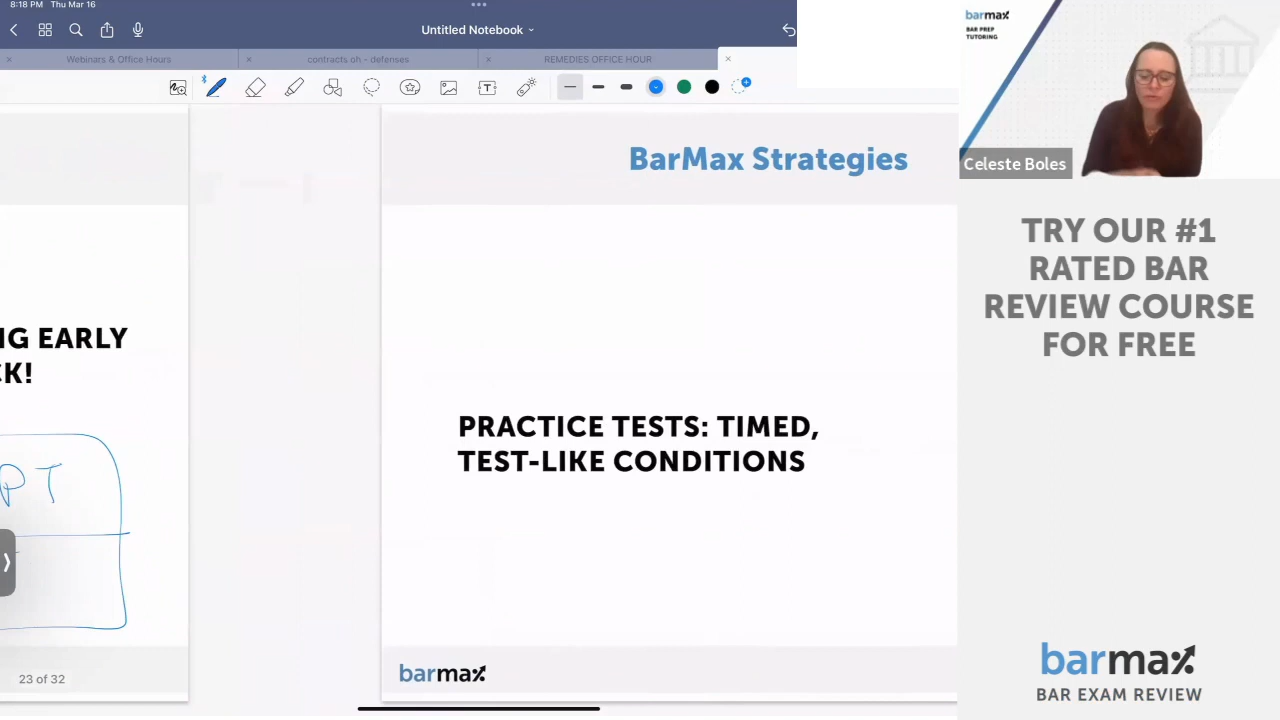 8:18 PM Thu Mar 16
Untitled Notebook
Webinars & Office Hours
contracts oh - defenses
REMEDIES OFFICE HOUR
BarMax Strategies
EARLY
PRACTICE TESTS: TIMED,
TEST-LIKE CONDITIONS
PT
23 of 32
barmax
barmax
BAR PREP
TUTORING
Celeste Boles
TRY OUR #1
RATED BAR
REVIEW COURSE
FOR FREE
barmax
BAR EXAM REVIEW